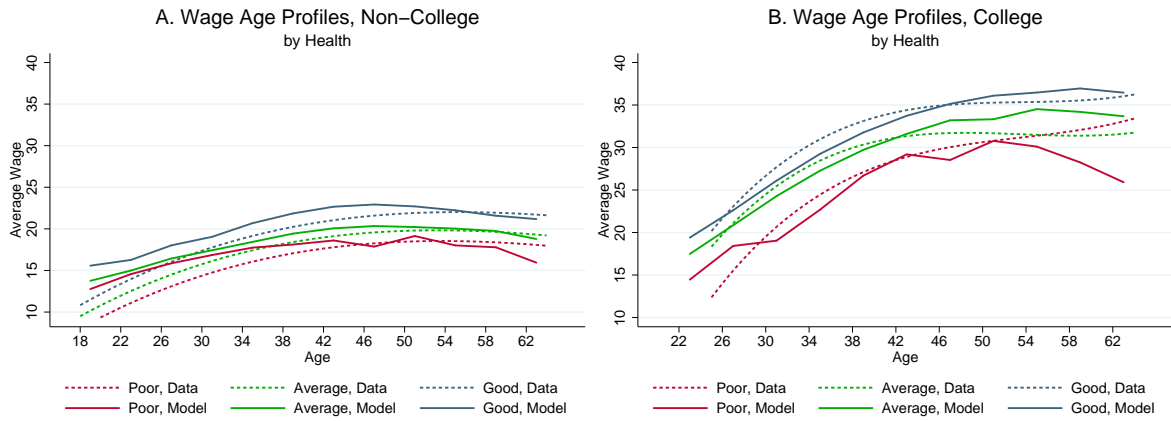 A. Wage Age Profiles, Non−College
by Health
Average Wage
40
35
30
25
20
15
10
18 22 26 30 34 38 42 46 50 54 58 62
Age
Poor, Data Average, Data Good, Data
Poor, Model Average, Model Good, Model
B. Wage Age Profiles, College
by Health
Average Wage
40
35
30
25
20
15
10
22 26 30 34 38 42 46 50 54 58 62
Age
Poor, Data Average, Data Good, Data
Poor, Model Average, Model Good, Model